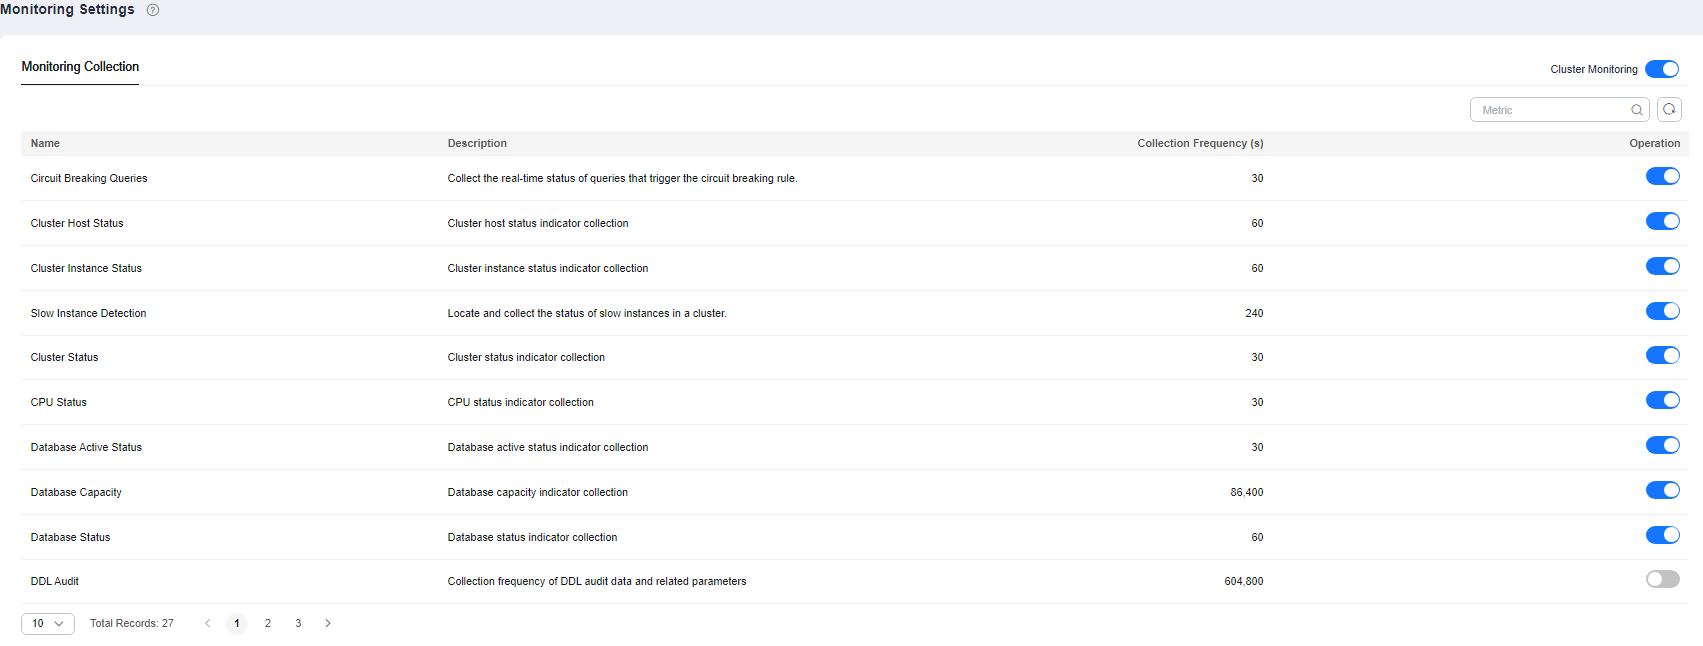 Monitoring Settings ?
Monitoring Collection
Cluster Monitoring
Metric
Name Description Collection Frequency (s) Operation
Circuit Breaking Queries Collect the real-time status of queries that trigger the circuit breaking rule. 30
Cluster Host Status Cluster host status indicator collection 60
Cluster Instance Status Cluster instance status indicator collection 60
Slow Instance Detection Locate and collect the status of slow instances in a cluster. 240
Cluster Status Cluster status indicator collection 30
CPU Status CPU status indicator collection 30
Database Active Status Database active status indicator collection 30
Database Capacity Database capacity indicator collection 86,400
Database Status Database status indicator collection 60
DDL Audit Collection frequency of DDL audit data and related parameters 604,800
10 Total Records: 27 < 1 2 3 >